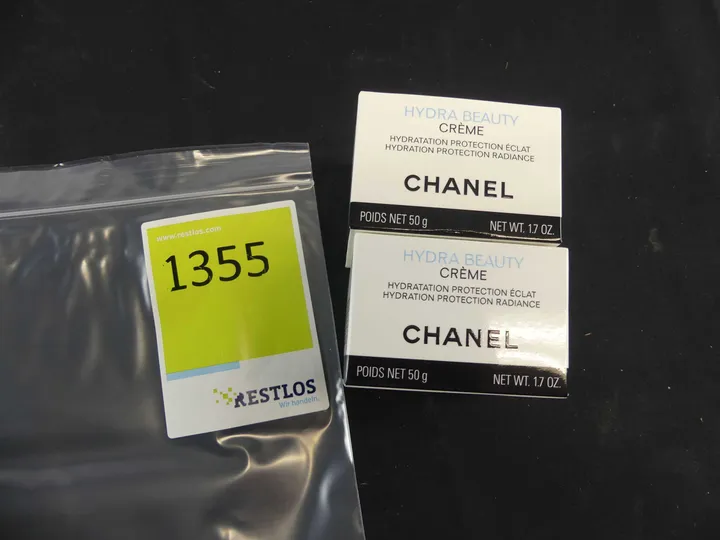 www.restlos.com
1355
RESTLOS
Wir handeln.
HYDRA BEAUTY
CRÈME
HYDRATATION PROTECTION ÉCLAT
HYDRATION PROTECTION RADIANCE
CHANEL
POIDS NET 50 g NET WT. 1.7 OZ.
HYDRA BEAUTY
CRÈME
HYDRATATION PROTECTION ÉCLAT
HYDRATION PROTECTION RADIANCE
CHANEL
POIDS NET 50 g NET WT. 1.7 OZ.